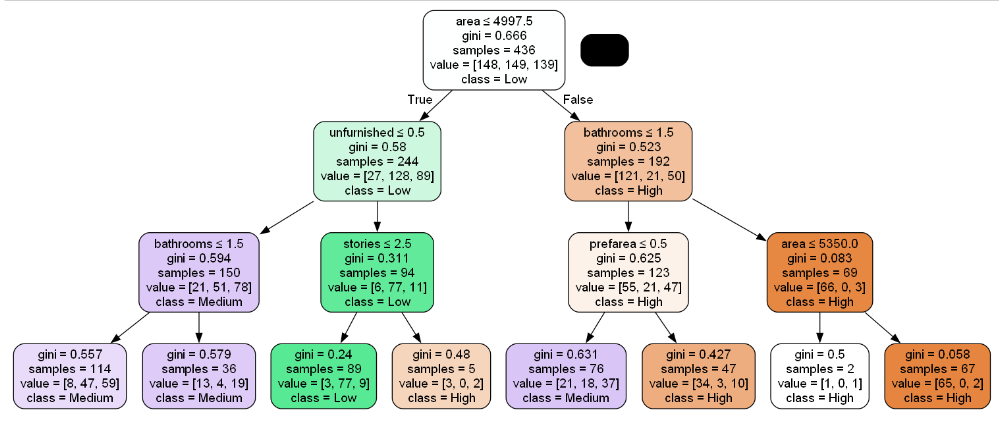 area ≤ 4997.5
gini = 0.666
samples = 436
value = [148, 149, 139]
class = Low
True
False
unfurnished ≤ 0.5
gini = 0.58
samples = 244
value = [27, 128, 89]
class = Low
bathrooms ≤ 1.5
gini = 0.523
samples = 192
value = [121, 21, 50]
class = High
bathrooms ≤ 1.5
gini = 0.594
samples = 150
value = [21, 51, 78]
class = Medium
stories ≤ 2.5
gini = 0.311
samples = 94
value = [6, 77, 11]
class = Low
prefarea ≤ 0.5
gini = 0.625
samples = 123
value = [55, 21, 47]
class = High
area ≤ 5350.0
gini = 0.083
samples = 69
value = [66, 0, 3]
class = High
gini = 0.557
samples = 114
value = [8, 47, 59]
class = Medium
gini = 0.579
samples = 36
value = [13, 4, 19]
class = Medium
gini = 0.24
samples = 89
value = [3, 77, 9]
class = Low
gini = 0.48
samples = 5
value = [3, 0, 2]
class = High
gini = 0.631
samples = 76
value = [21, 18, 37]
class = Medium
gini = 0.427
samples = 47
value = [34, 3, 10]
class = High
gini = 0.5
samples = 2
value = [1, 0, 1]
class = High
gini = 0.058
samples = 67
value = [65, 0, 2]
class = High